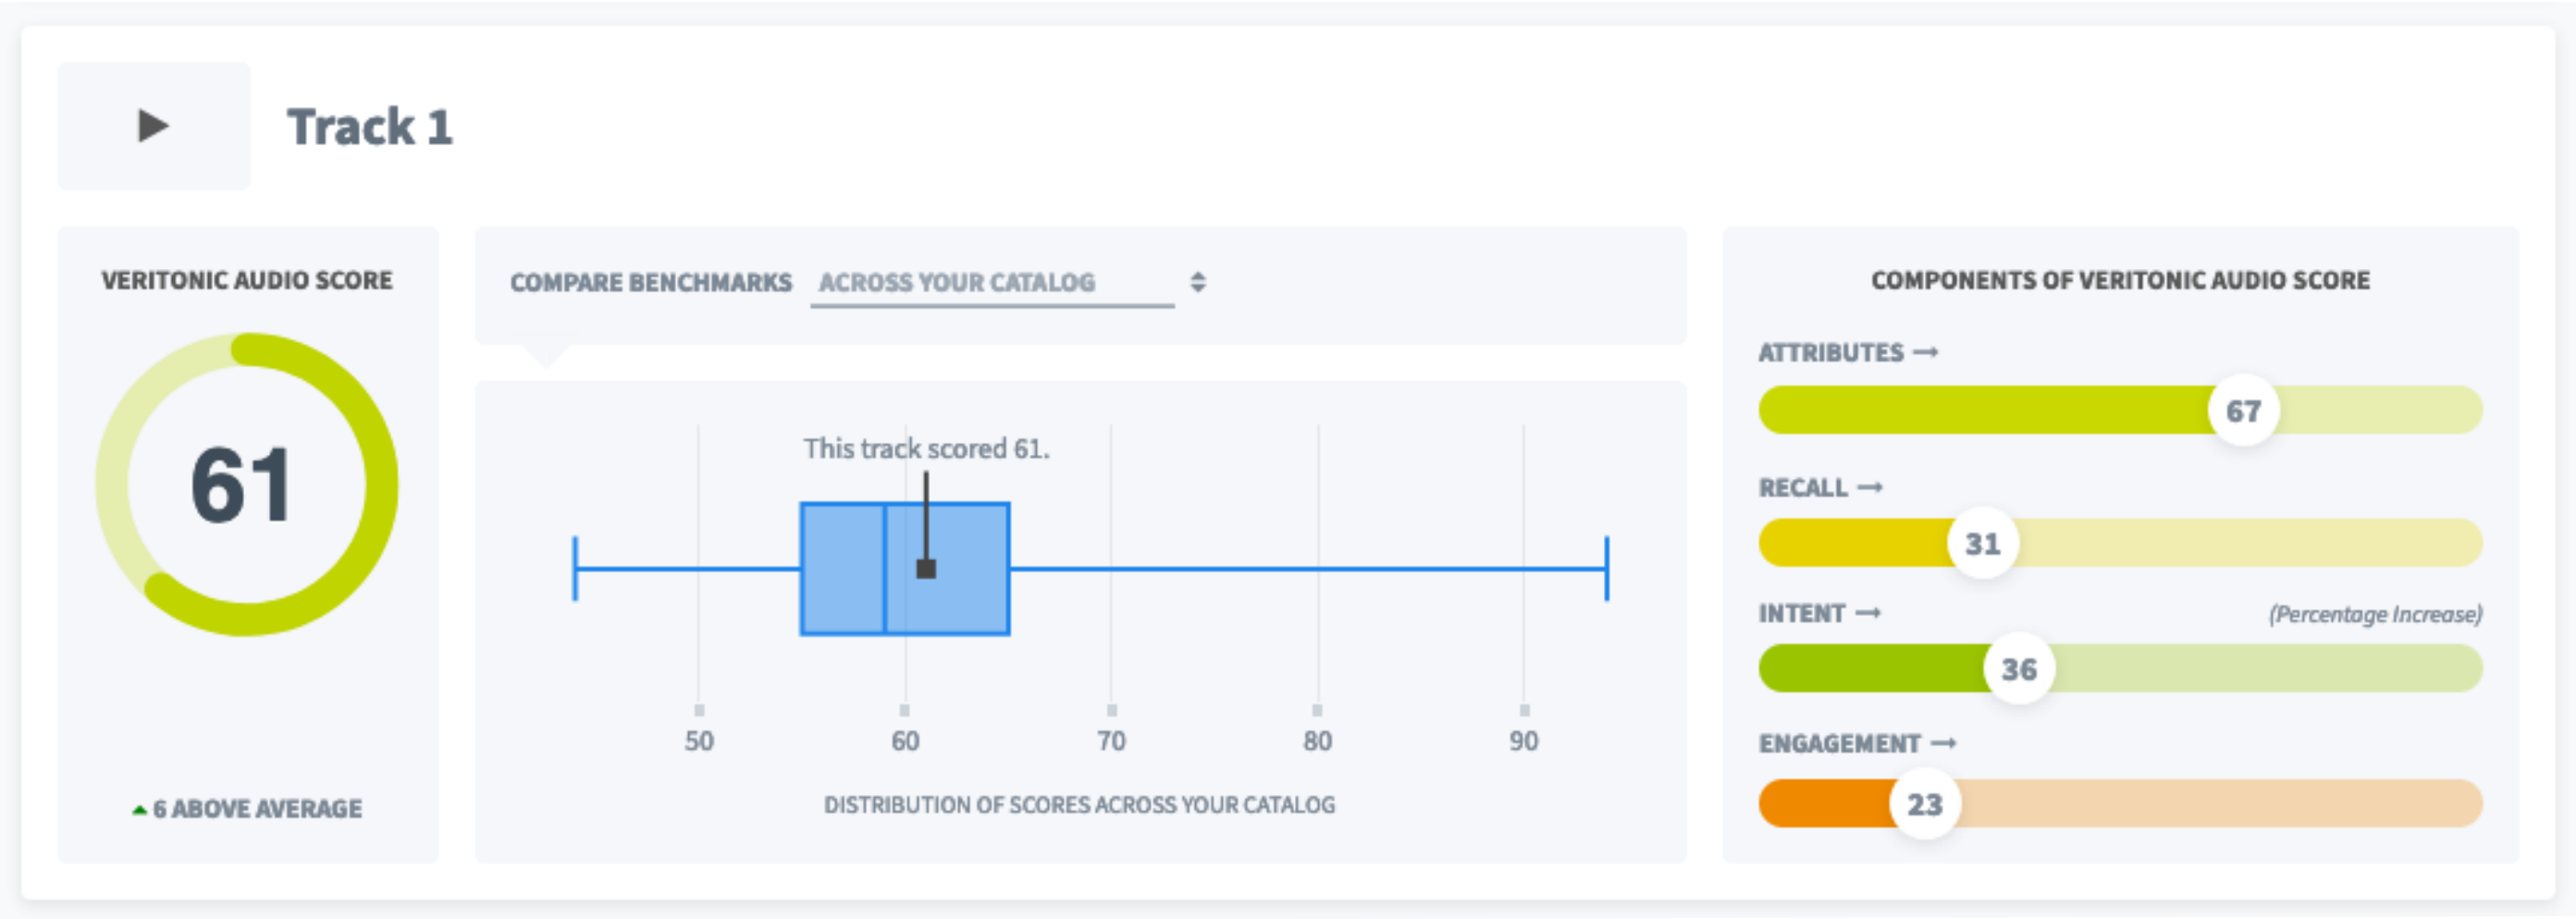 Track 1
VERITONIC AUDIO SCORE
61
6 ABOVE AVERAGE
COMPARE BENCHMARKS ACROSS YOUR CATALOG
This track scored 61.
50 60 70 80 90
DISTRIBUTION OF SCORES ACROSS YOUR CATALOG
COMPONENTS OF VERITONIC AUDIO SCORE
ATTRIBUTES →
67
RECALL →
31
INTENT → (Percentage Increase)
36
ENGAGEMENT →
23